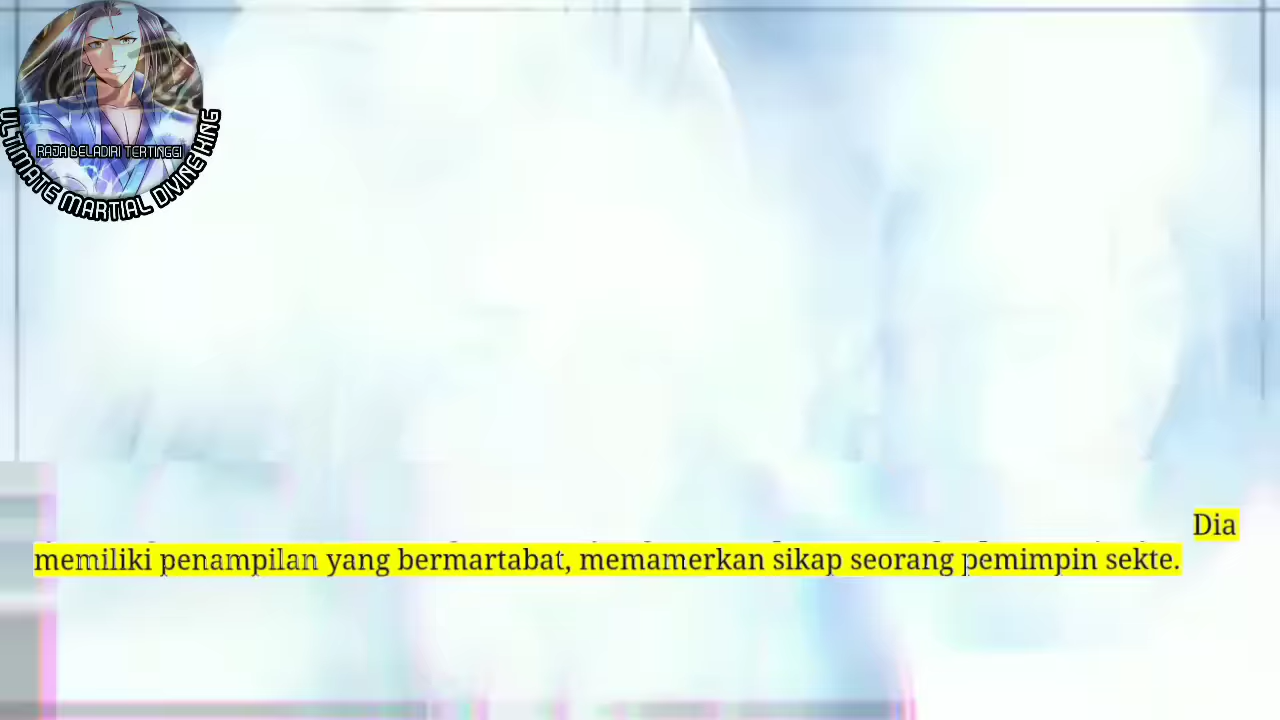 RAJA BELADIRI TERTINGGI
ULTIMATE MARTIAL DIVINE KING
Dia
memiliki penampilan yang bermartabat, memamerkan sikap seorang pemimpin sekte.